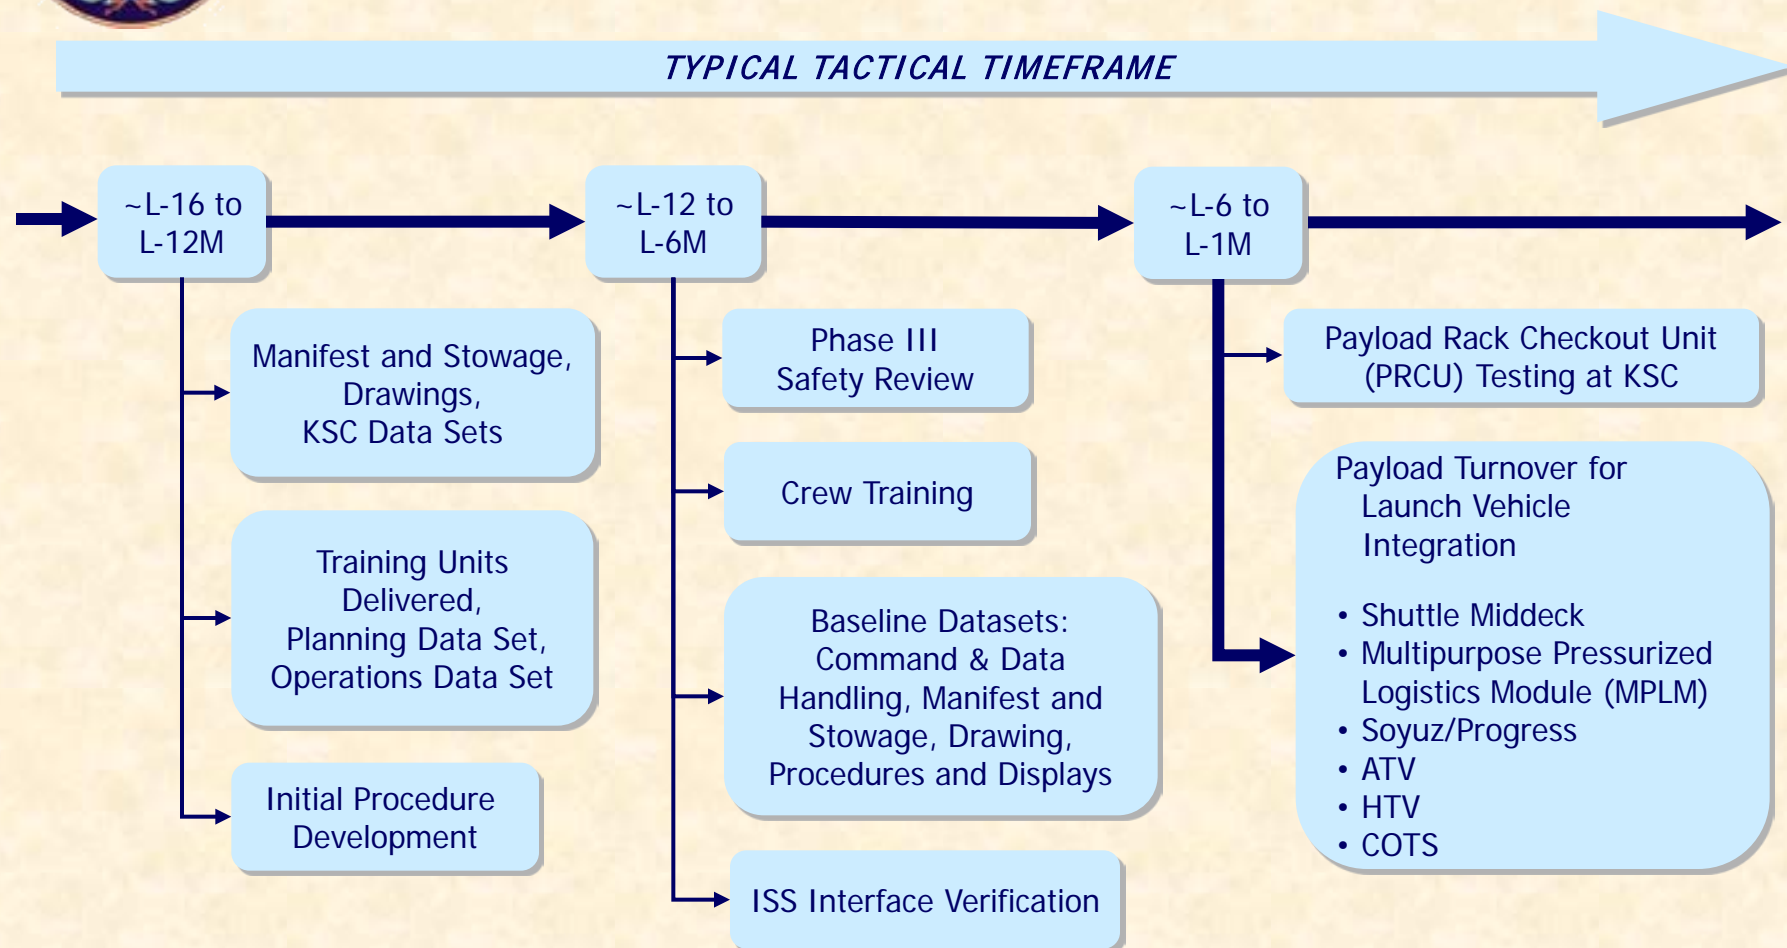 TYPICAL TACTICAL TIMEFRAME
~L-16 to
L-12M
Manifest and Stowage,
Drawings,
KSC Data Sets
Training Units
Delivered,
Planning Data Set,
Operations Data Set
Initial Procedure
Development
~L-12 to
L-6M
Phase III
Safety Review
Crew Training
Baseline Datasets:
Command & Data
Handling, Manifest and
Stowage, Drawing,
Procedures and Displays
ISS Interface Verification
~L-6 to
L-1M
Payload Rack Checkout Unit
(PRCU) Testing at KSC
Payload Turnover for
Launch Vehicle
Integration
• Shuttle Middeck
• Multipurpose Pressurized
Logistics Module (MPLM)
• Soyuz/Progress
• ATV
• HTV
• COTS